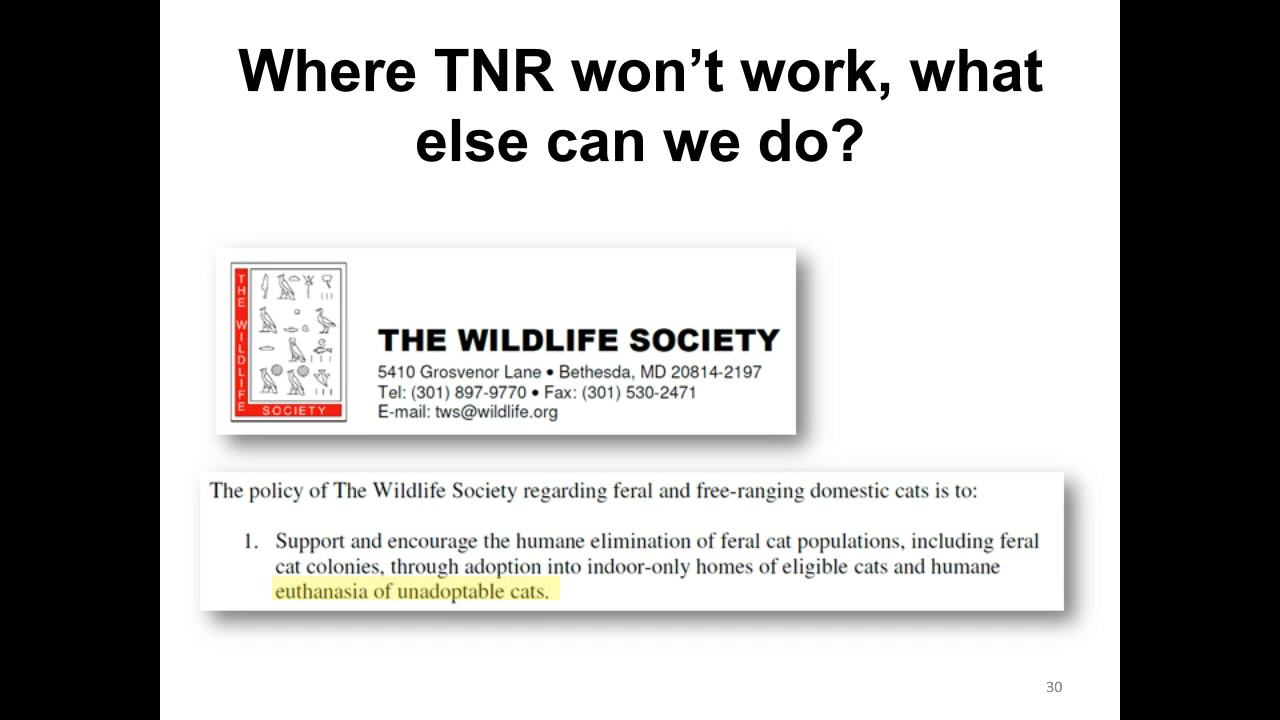 Where TNR won’t work, what
else can we do?
THE WILDLIFE
SOCIETY
THE WILDLIFE SOCIETY
5410 Grosvenor Lane • Bethesda, MD 20814-2197
Tel: (301) 897-9770 • Fax: (301) 530-2471
E-mail: tws@wildlife.org
The policy of The Wildlife Society regarding feral and free-ranging domestic cats is to:
1. Support and encourage the humane elimination of feral cat populations, including feral
cat colonies, through adoption into indoor-only homes of eligible cats and humane
euthanasia of unadoptable cats.
30